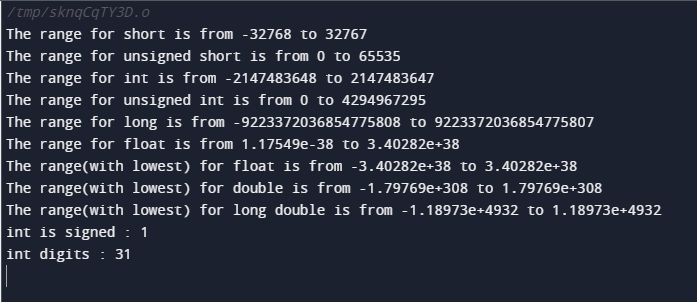 /tmp/sknqCqTY3D.o
The range for short is from -32768 to 32767
The range for unsigned short is from 0 to 65535
The range for int is from -2147483648 to 2147483647
The range for unsigned int is from 0 to 4294967295
The range for long is from -9223372036854775808 to 9223372036854775807
The range for float is from 1.17549e-38 to 3.40282e+38
The range(with lowest) for float is from -3.40282e+38 to 3.40282e+38
The range(with lowest) for double is from -1.79769e+308 to 1.79769e+308
The range(with lowest) for long double is from -1.18973e+4932 to 1.18973e+4932
int is signed : 1
int digits : 31